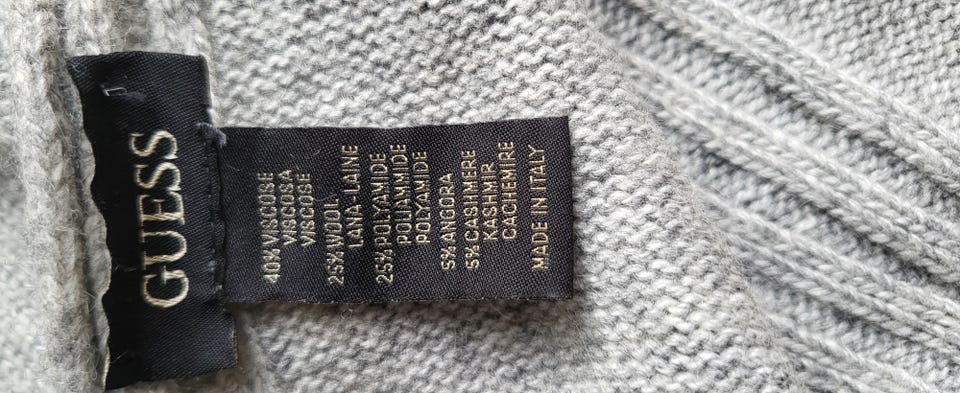 GUESS
40% VISCOSE
VISCOSA
VISCOSE
25% WOOL
LANA-LAINE
25% POLYAMIDE
POLAMMIDE
POLYAMIDE
5% ANGORA
5% CASHMERE
KASHMIR
CACHEMIRE
MADE IN ITALY